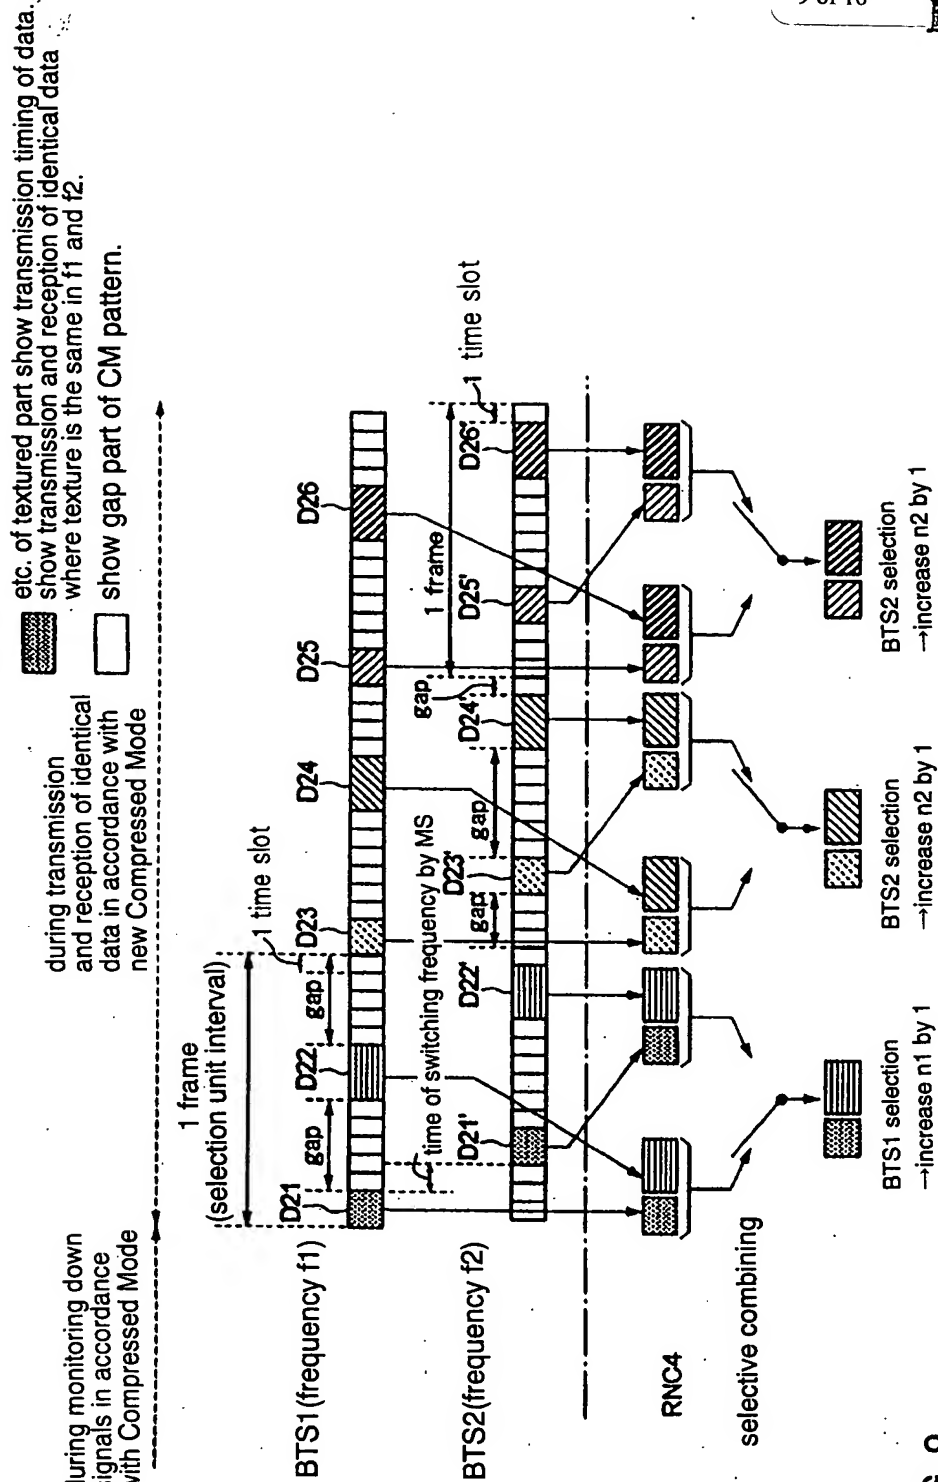 etc. of textured part show transmission timing of data.
show transmission and reception of identical data
where texture is the same in f1 and f2.
show gap part of CM pattern.
during monitoring down
signals in accordance
with Compressed Mode
during transmission
and reception of identical
data in accordance with
new Compressed Mode
1 frame
(selection unit interval)
1 time slot
D21
gap
D22
gap
D23
D24
D25
D26
BTS1(frequency f1)
time of switching frequency by MS
1 frame
1 time slot
D21'
D22'
gap
D23'
gap
D24'
gap
D25'
D26'
BTS2(frequency f2)
RNC4
selective combining
BTS1 selection
→increase n1 by 1
BTS2 selection
→increase n2 by 1
BTS2 selection
→increase n2 by 1